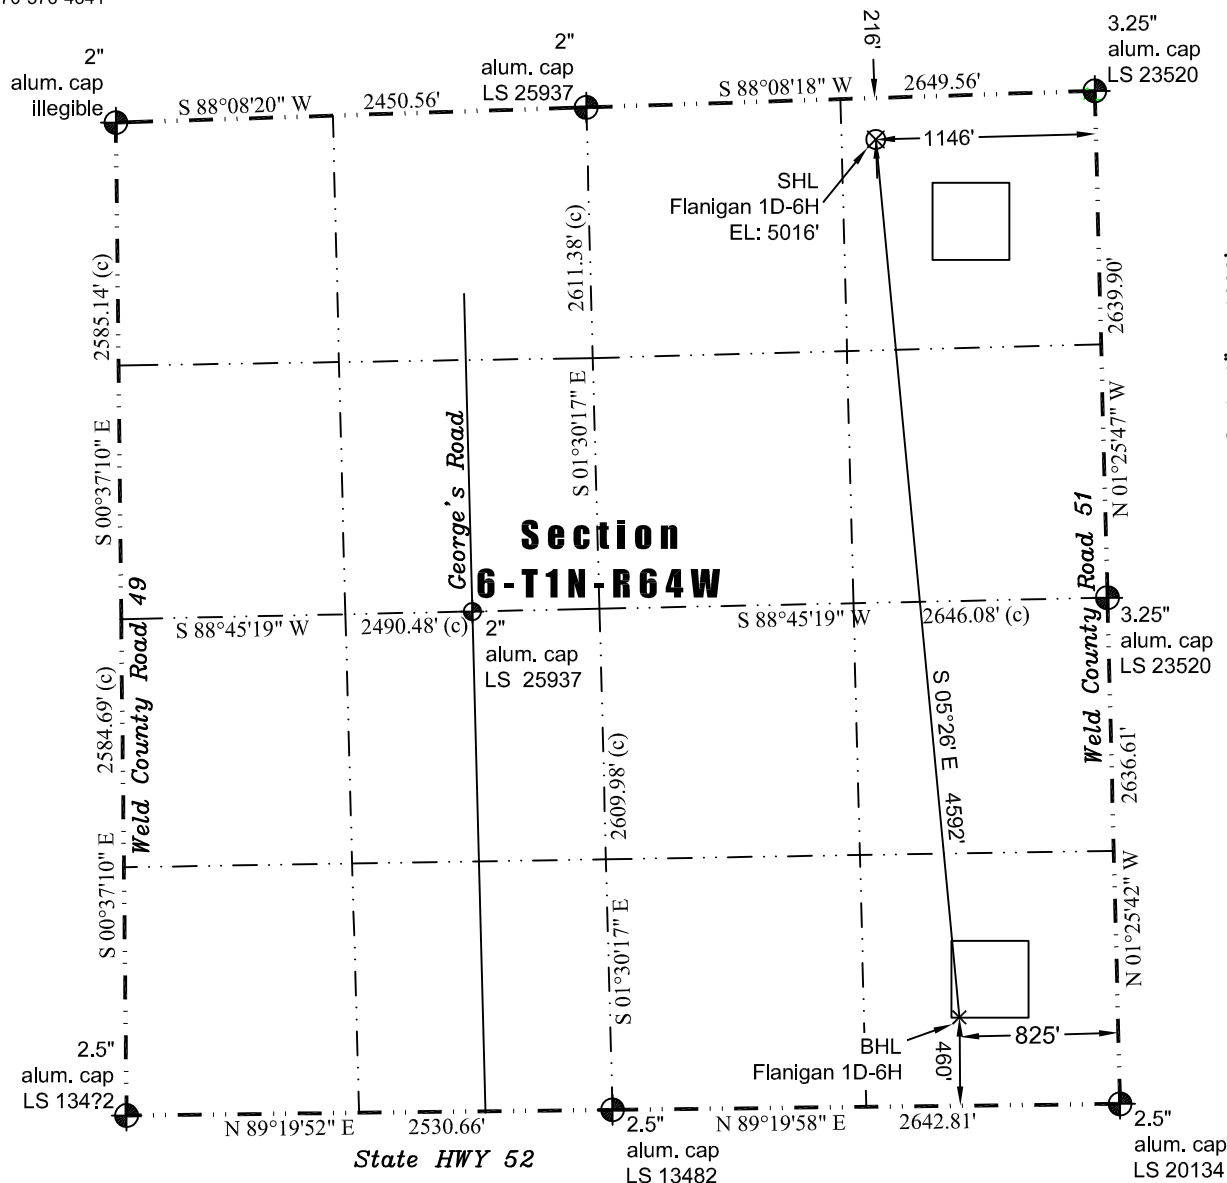 2"
alum. cap
illegible
S 88°08'20" W
2450.56'
2"
alum. cap
LS 25937
S 88°08'18" W
216'
2649.56'
3.25"
alum. cap
LS 23520
1146'
SHL
Flanigan 1D-6H
EL: 5016'
2585.14' (c)
2611.38' (c)
2639.90'
S 00°37'10" E
George's Road
S 01°30'17" E
N 01°25'47" W
Section
6-T1N-R64W
Weld County Road 49
S 88°45'19" W
2490.48' (c)
2"
alum. cap
LS 25937
S 88°45'19" W
2646.08' (c)
Weld County Road 51
3.25"
alum. cap
LS 23520
2584.69' (c)
S 05°26' E 4592'
2609.98' (c)
2636.61'
S 00°37'10" E
S 01°30'17" E
N 01°25'42" W
BHL
Flanigan 1D-6H
460'
825'
2.5"
alum. cap
LS 134?2
N 89°19'52" E
2530.66'
State HWY 52
2.5"
alum. cap
LS 13482
N 89°19'58" E
2642.81'
2.5"
alum. cap
LS 20134